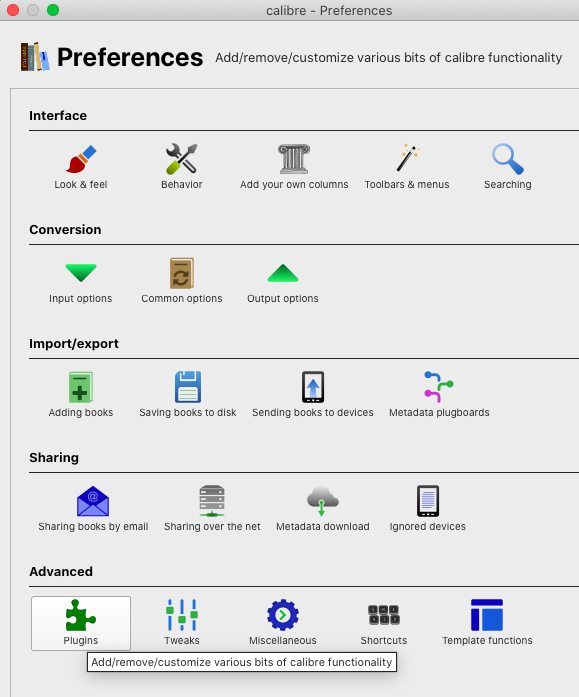 calibre - Preferences
Preferences Add/remove/customize various bits of calibre functionality
Interface
Look & feel Behavior Add your own columns Toolbars & menus Searching
Conversion
Input options Common options Output options
Import/export
Adding books Saving books to disk Sending books to devices Metadata plugboards
Sharing
@
Sharing books by email Sharing over the net Metadata download Ignored devices
Advanced
Plugins Tweaks Miscellaneous Shortcuts Template functions
Add/remove/customize various bits of calibre functionality